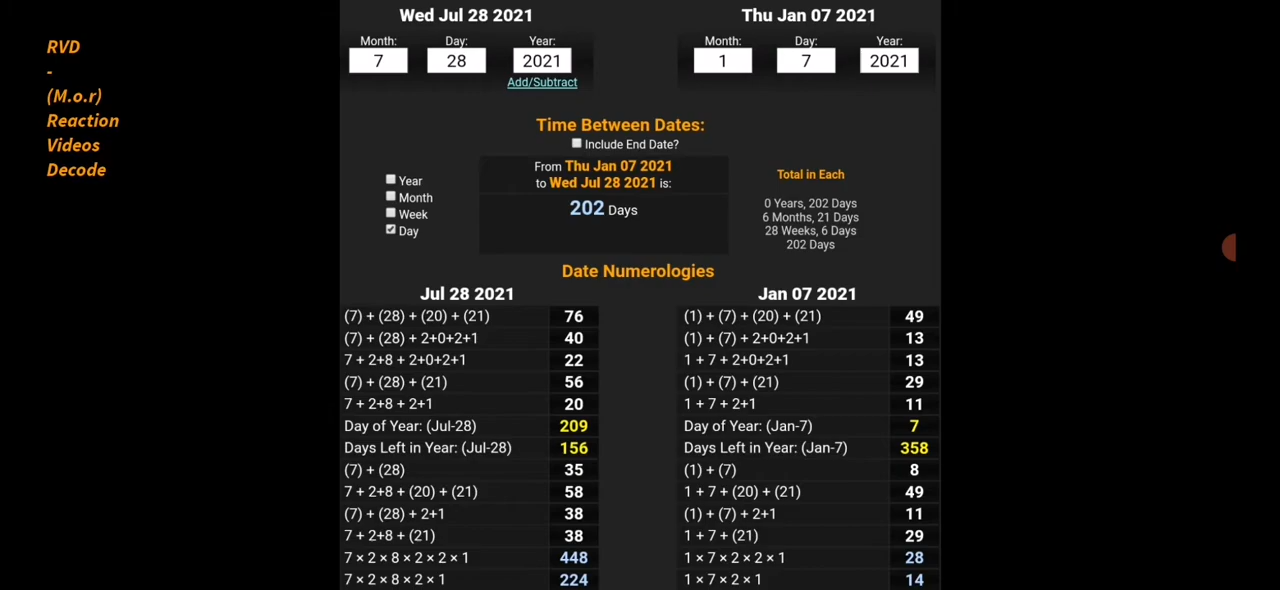 RVD
-
(M.o.r)
Reaction
Videos
Decode
Wed Jul 28 2021
Month: Day: Year:
7 28 2021
Add/Subtract
Thu Jan 07 2021
Month: Day: Year:
1 7 2021
Time Between Dates:
Include End Date?
Year
Month
Week
Day
From Thu Jan 07 2021
to Wed Jul 28 2021 is:
202 Days
Total in Each
0 Years, 202 Days
6 Months, 21 Days
28 Weeks, 6 Days
202 Days
Date Numerologies
Jul 28 2021
(7) + (28) + (20) + (21) 76
(7) + (28) + 2+0+2+1 40
7 + 2+8 + 2+0+2+1 22
(7) + (28) + (21) 56
7 + 2+8 + 2+1 20
Day of Year: (Jul-28) 209
Days Left in Year: (Jul-28) 156
(7) + (28) 35
7 + 2+8 + (20) + (21) 58
(7) + (28) + 2+1 38
7 + 2+8 + (21) 38
7 × 2 × 8 × 2 × 2 × 1 448
7 × 2 × 8 × 2 × 1 224
Jan 07 2021
(1) + (7) + (20) + (21) 49
(1) + (7) + 2+0+2+1 13
1 + 7 + 2+0+2+1 13
(1) + (7) + (21) 29
1 + 7 + 2+1 11
Day of Year: (Jan-7) 7
Days Left in Year: (Jan-7) 358
(1) + (7) 8
1 + 7 + (20) + (21) 49
(1) + (7) + 2+1 11
1 + 7 + (21) 29
1 × 7 × 2 × 2 × 1 28
1 × 7 × 2 × 1 14